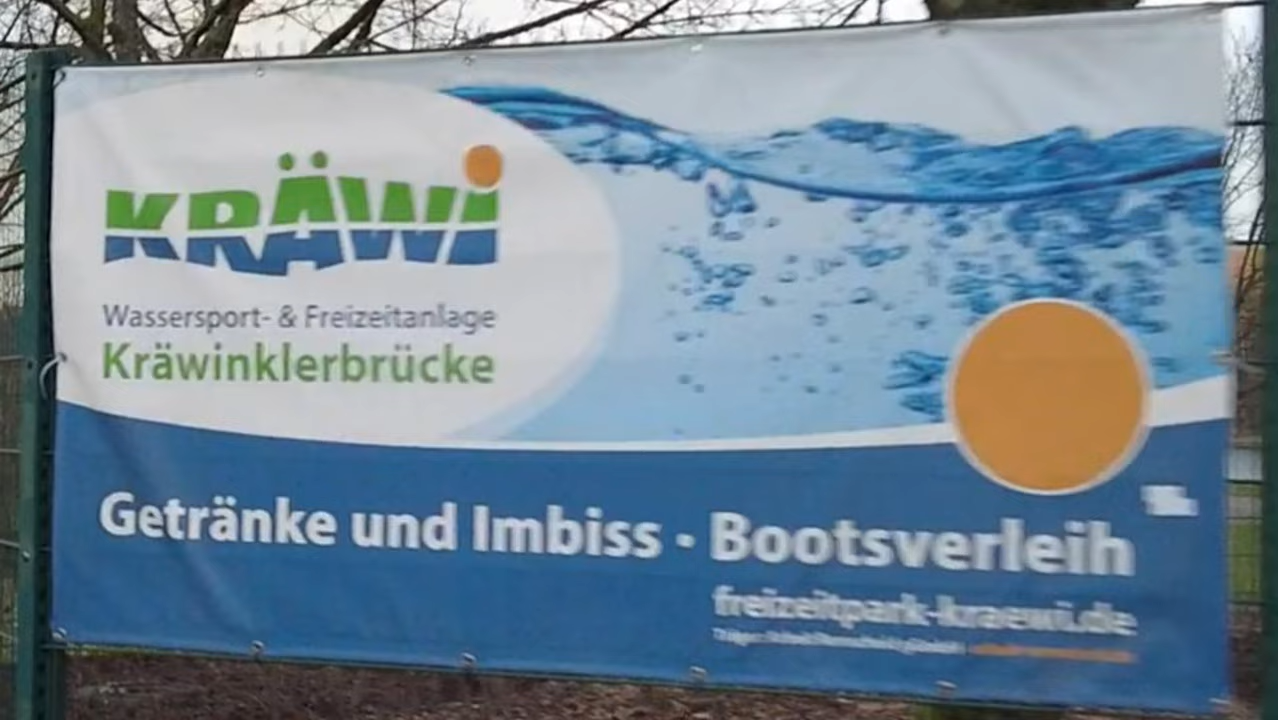 KRÄWi
Wassersport- & Freizeitanlage
Kräwinklerbrücke
Getränke und Imbiss · Bootsverleih
freizeitpark-kraewi.de